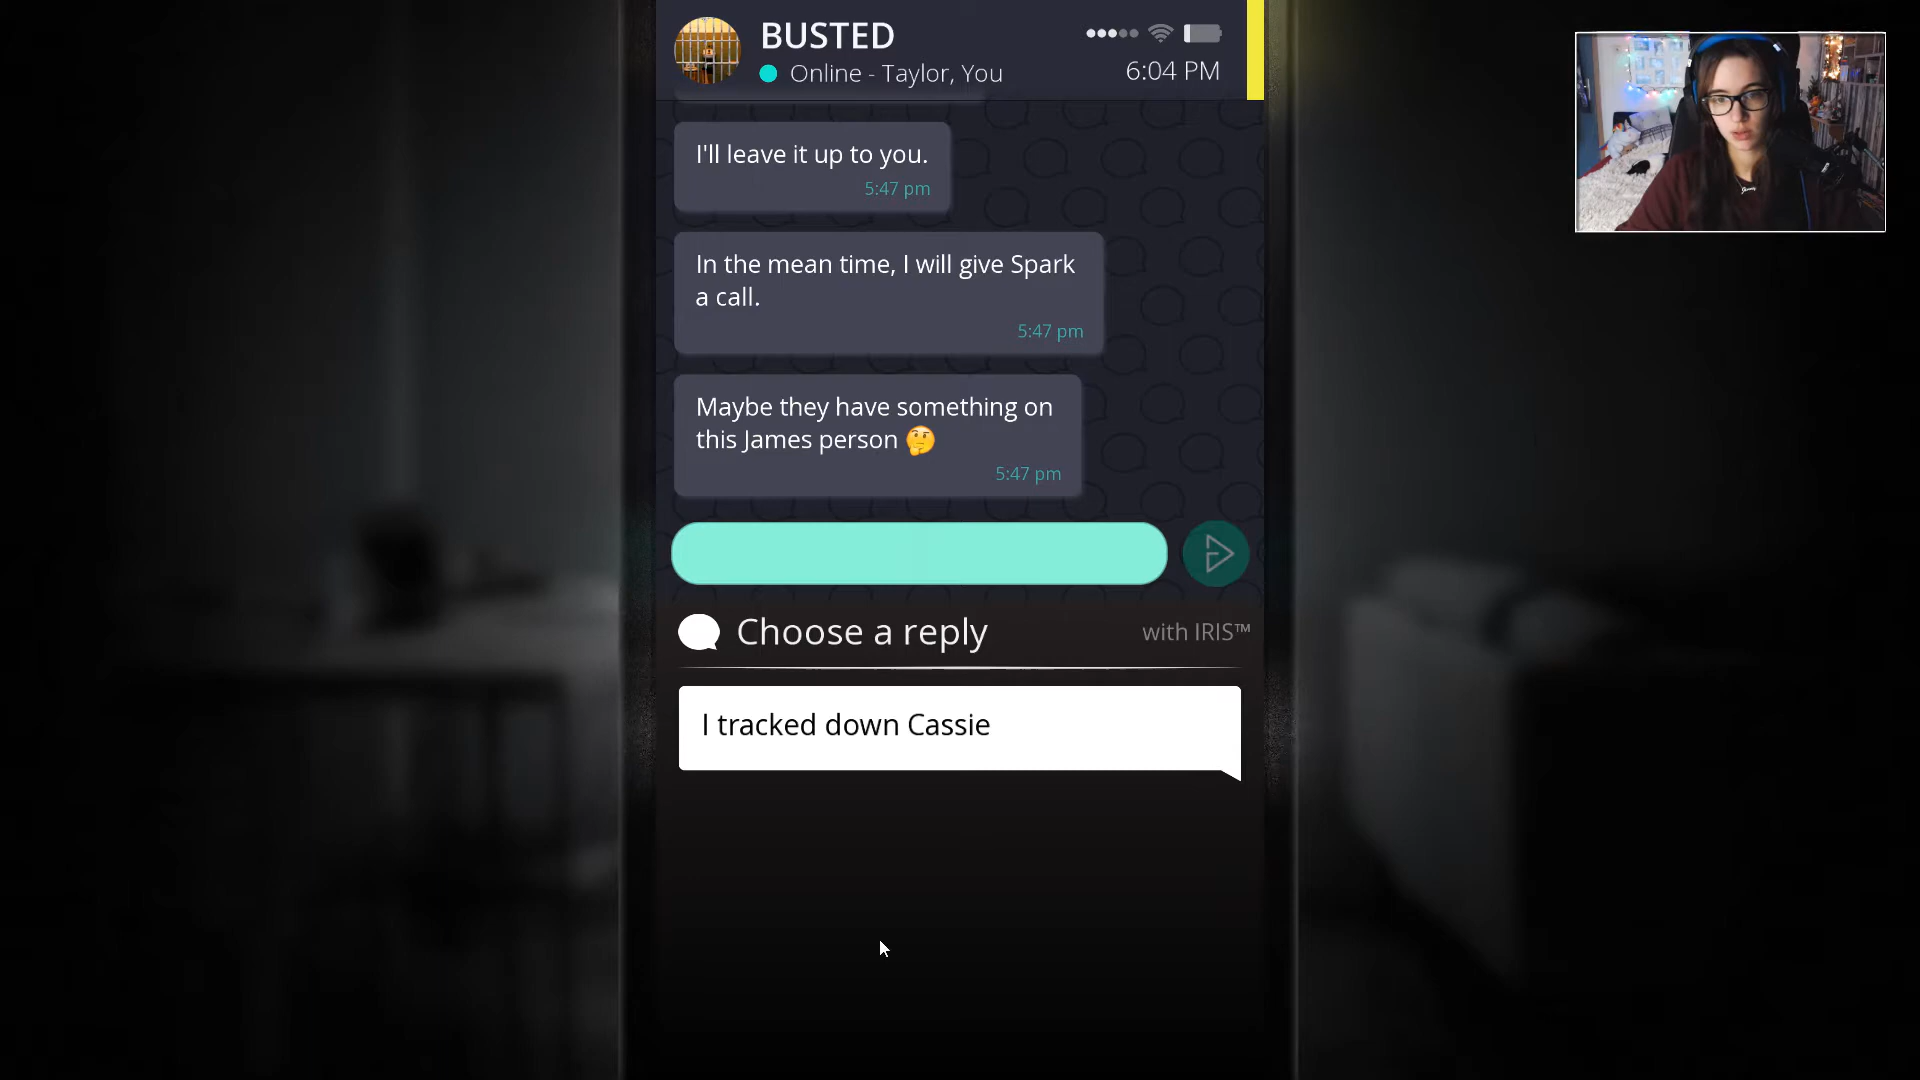 BUSTED
Online - Taylor, You
6:04 PM
I'll leave it up to you.
5:47 pm
In the mean time, I will give Spark
a call.
5:47 pm
Maybe they have something on
this James person 🤔
5:47 pm
Choose a reply
with IRIS™
I tracked down Cassie